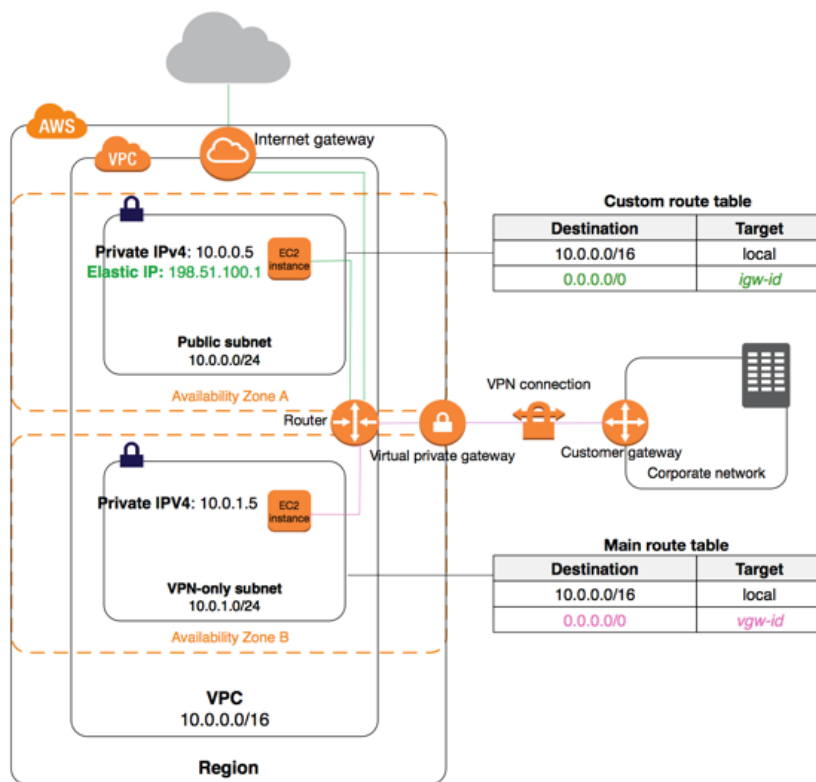 AWS
Internet gateway
VPC
Private IPv4: 10.0.0.5
Elastic IP: 198.51.100.1
EC2
instance
Public subnet
10.0.0.0/24
Availability Zone A
Custom route table
Destination Target
10.0.0.0/16 local
0.0.0.0/0 igw-id
Router
Virtual private gateway
VPN connection
Customer gateway
Corporate network
Private IPV4: 10.0.1.5
EC2
instance
VPN-only subnet
10.0.1.0/24
Availability Zone B
Main route table
Destination Target
10.0.0.0/16 local
0.0.0.0/0 vgw-id
VPC
10.0.0.0/16
Region